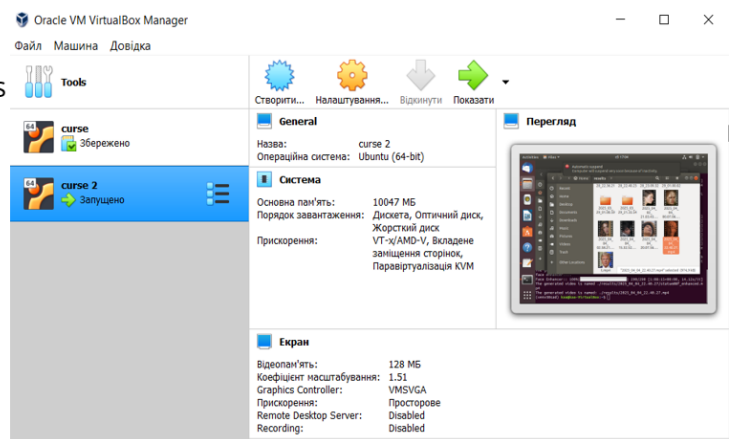 Oracle VM VirtualBox Manager
Файл Машина Довідка
s
Tools
Створити... Налаштування... Відкинути Показати
64
curse
Збережено
64
curse 2
Запущено
General
Назва: curse 2
Операційна система: Ubuntu (64-bit)
Система
Основна пам'ять: 10047 МБ
Порядок завантаження: Дискета, Оптичний диск,
Жорсткий диск
Прискорення: VT-x/AMD-V, Вкладене
заміщення сторінок,
Паравіртуалізація KVM
Перегляд
Екран
Відеопам'ять: 128 МБ
Коефіцієнт масштабування: 1.51
Graphics Controller: VMSVGA
Прискорення: Просторове
Remote Desktop Server: Disabled
Recording: Disabled